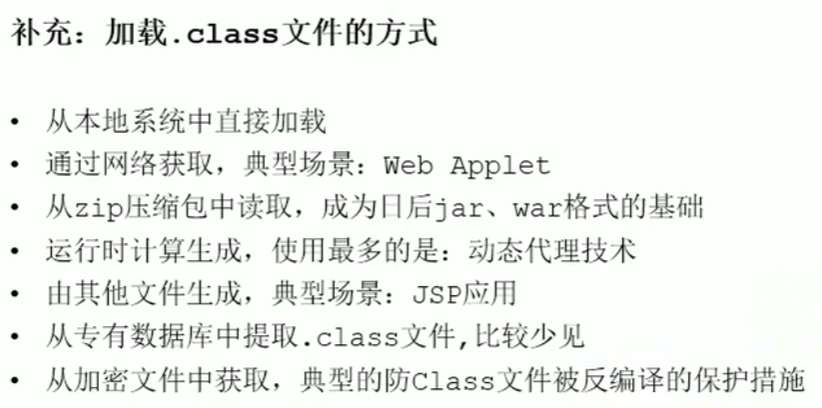 补充：加载.class文件的方式
• 从本地系统中直接加载
• 通过网络获取，典型场景：Web Applet
• 从zip压缩包中读取，成为日后jar、war格式的基础
• 运行时计算生成，使用最多的是：动态代理技术
• 由其他文件生成，典型场景：JSP应用
• 从专有数据库中提取.class文件,比较少见
• 从加密文件中获取，典型的防Class文件被反编译的保护措施